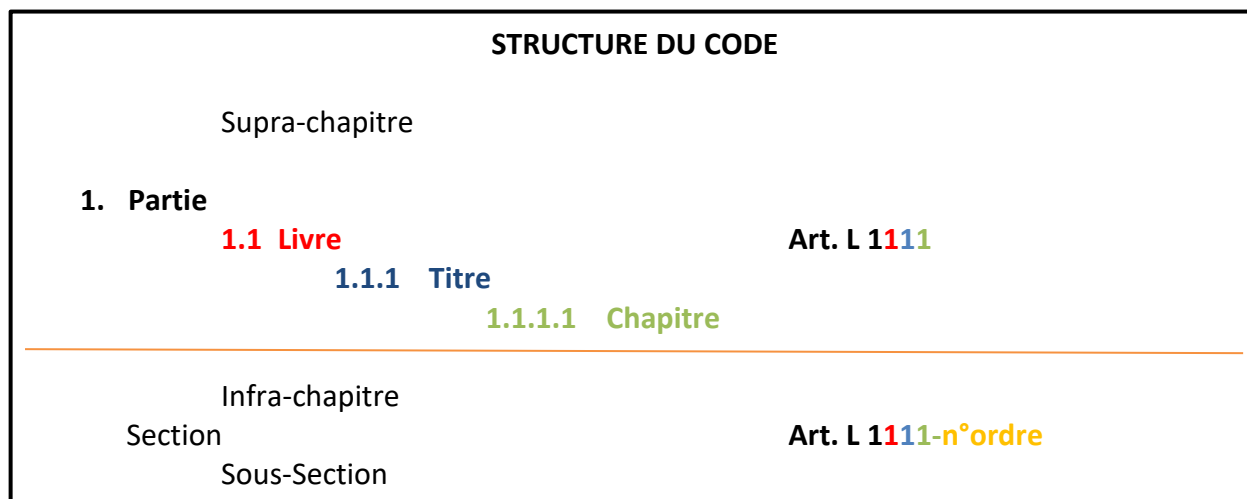 STRUCTURE DU CODE
Supra-chapitre
1. Partie
1.1 Livre Art. L 1111
1.1.1 Titre
1.1.1.1 Chapitre
Infra-chapitre
Section Art. L 1111-n°ordre
Sous-Section